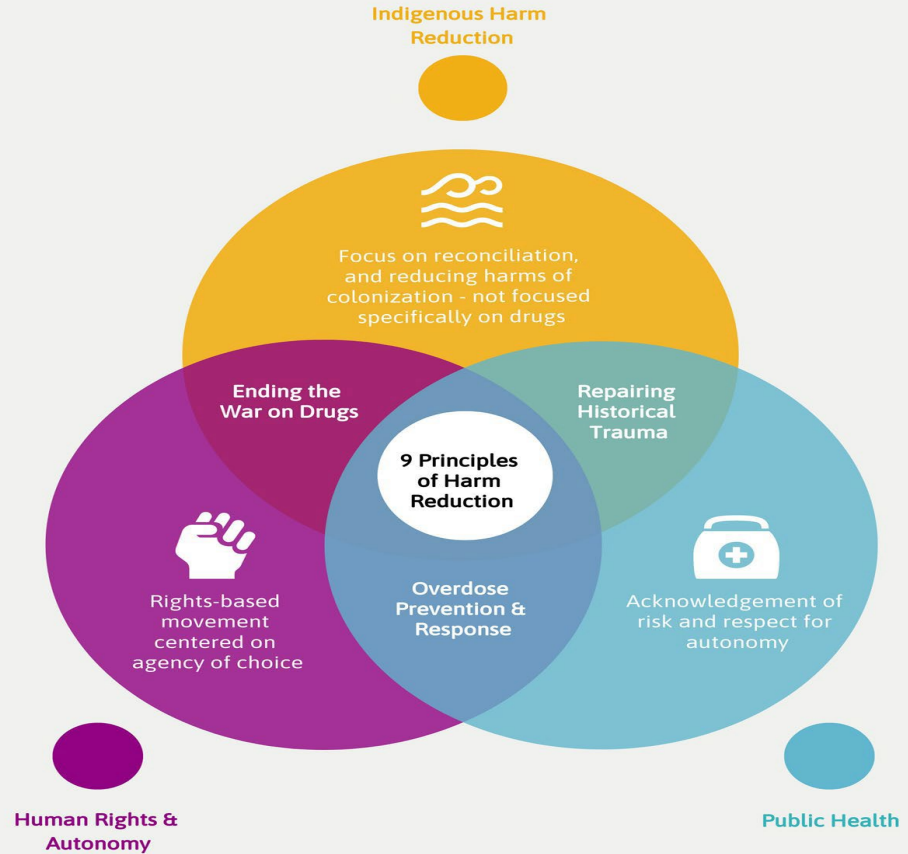 Indigenous Harm
Reduction
Focus on reconciliation,
and reducing harms of
colonization - not focused
specifically on drugs
Ending the
War on Drugs
Repairing
Historical
Trauma
9 Principles
of Harm
Reduction
Rights-based
movement
centered on
agency of choice
Overdose
Prevention &
Response
Acknowledgement of
risk and respect for
autonomy
Human Rights &
Autonomy
Public Health